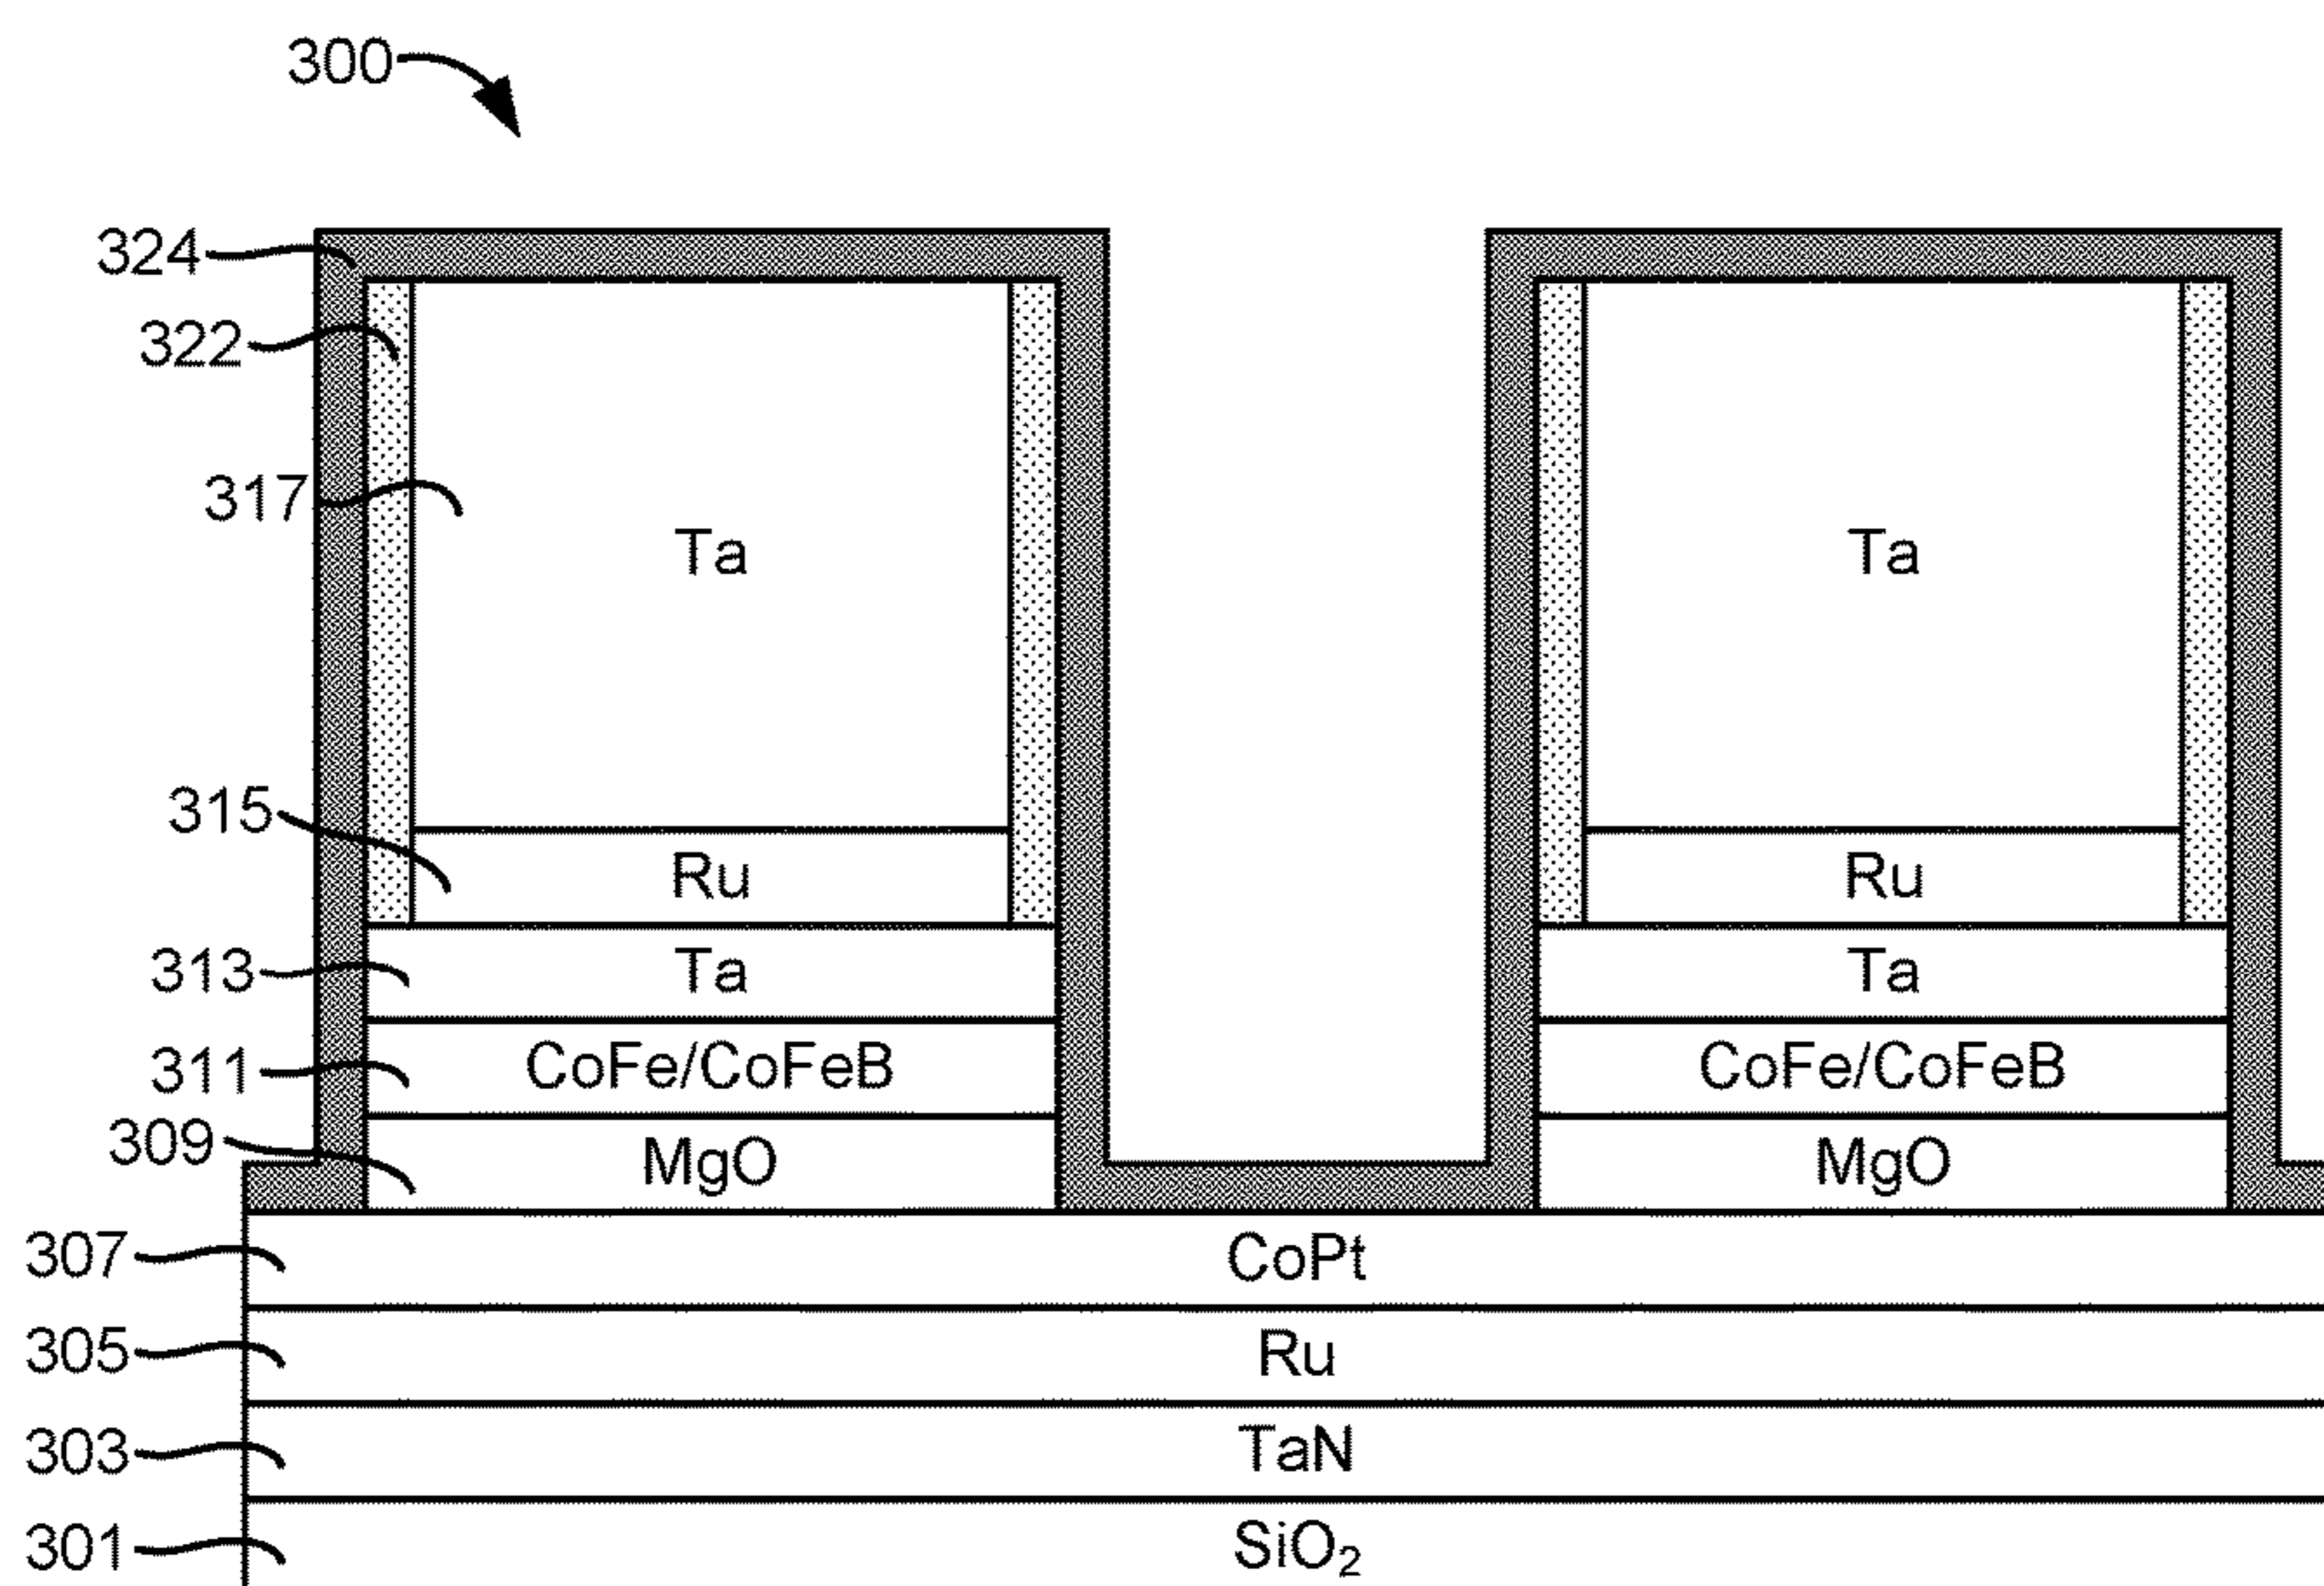 300
324
322
317 Ta Ta
315 Ru Ru
313 Ta Ta
311 CoFe/CoFeB CoFe/CoFeB
309 MgO MgO
307 CoPt
305 Ru
303 TaN
301 SiO₂